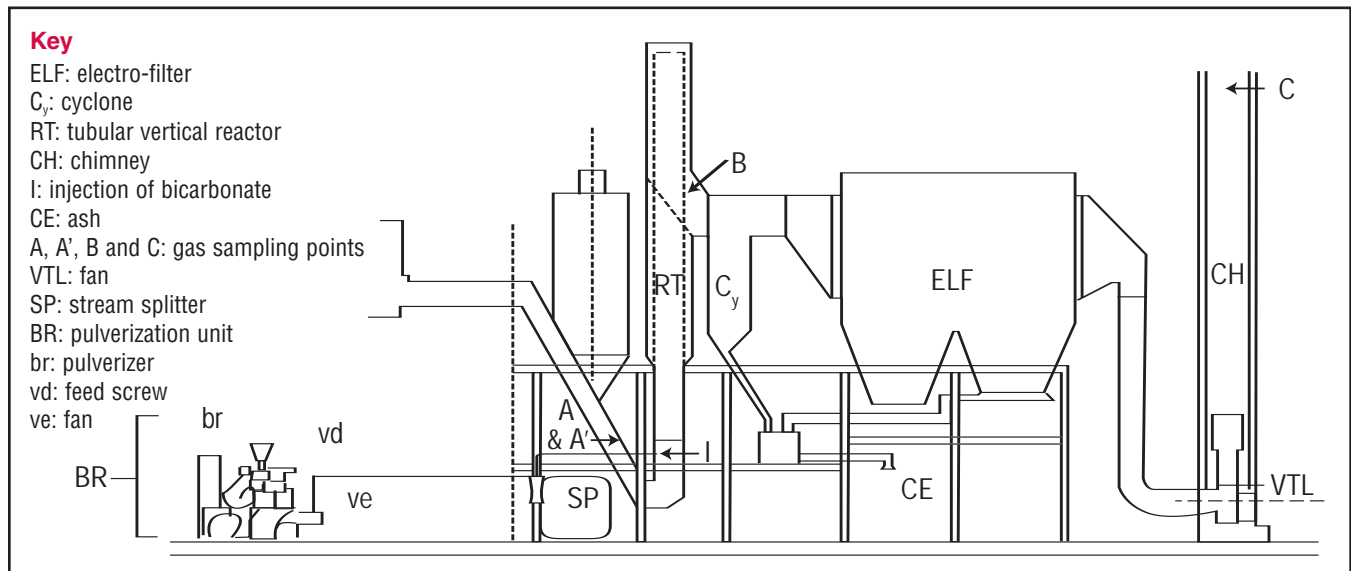 Key
ELF: electro-filter
Cy: cyclone
RT: tubular vertical reactor
CH: chimney
I: injection of bicarbonate
CE: ash
A, A’, B and C: gas sampling points
VTL: fan
SP: stream splitter
BR: pulverization unit
br: pulverizer
vd: feed screw
ve: fan
BR
br
vd
ve
A
& A’
I
SP
RT
B
Cy
ELF
CE
CH
C
VTL